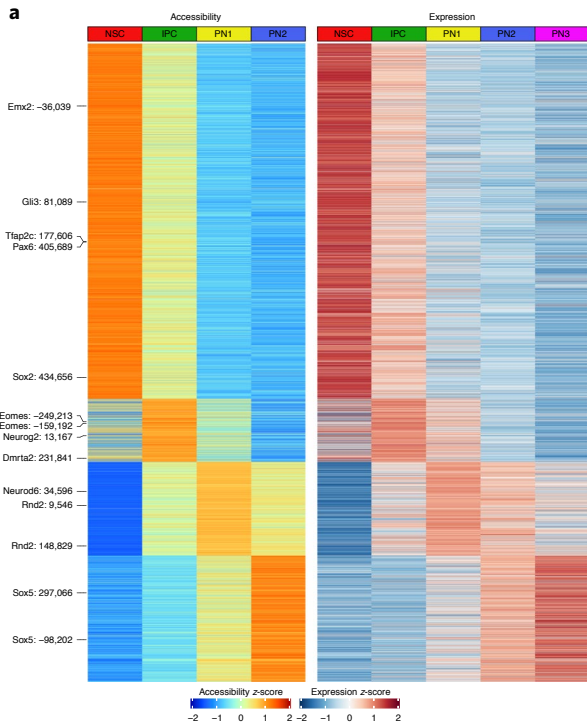 a
Accessibility
Expression
NSC IPC PN1 PN2
NSC IPC PN1 PN2 PN3
Emx2: −36,039
Gli3: 81,089
Tfap2c: 177,606
Pax6: 405,689
Sox2: 434,656
Eomes: −249,213
Eomes: −159,192
Neurog2: 13,167
Dmrta2: 231,841
Neurod6: 34,596
Rnd2: 9,546
Rnd2: 148,829
Sox5: 297,066
Sox5: −98,202
Accessibility z-score
Expression z-score
−2 −1 0 1 2
−2 −1 0 1 2